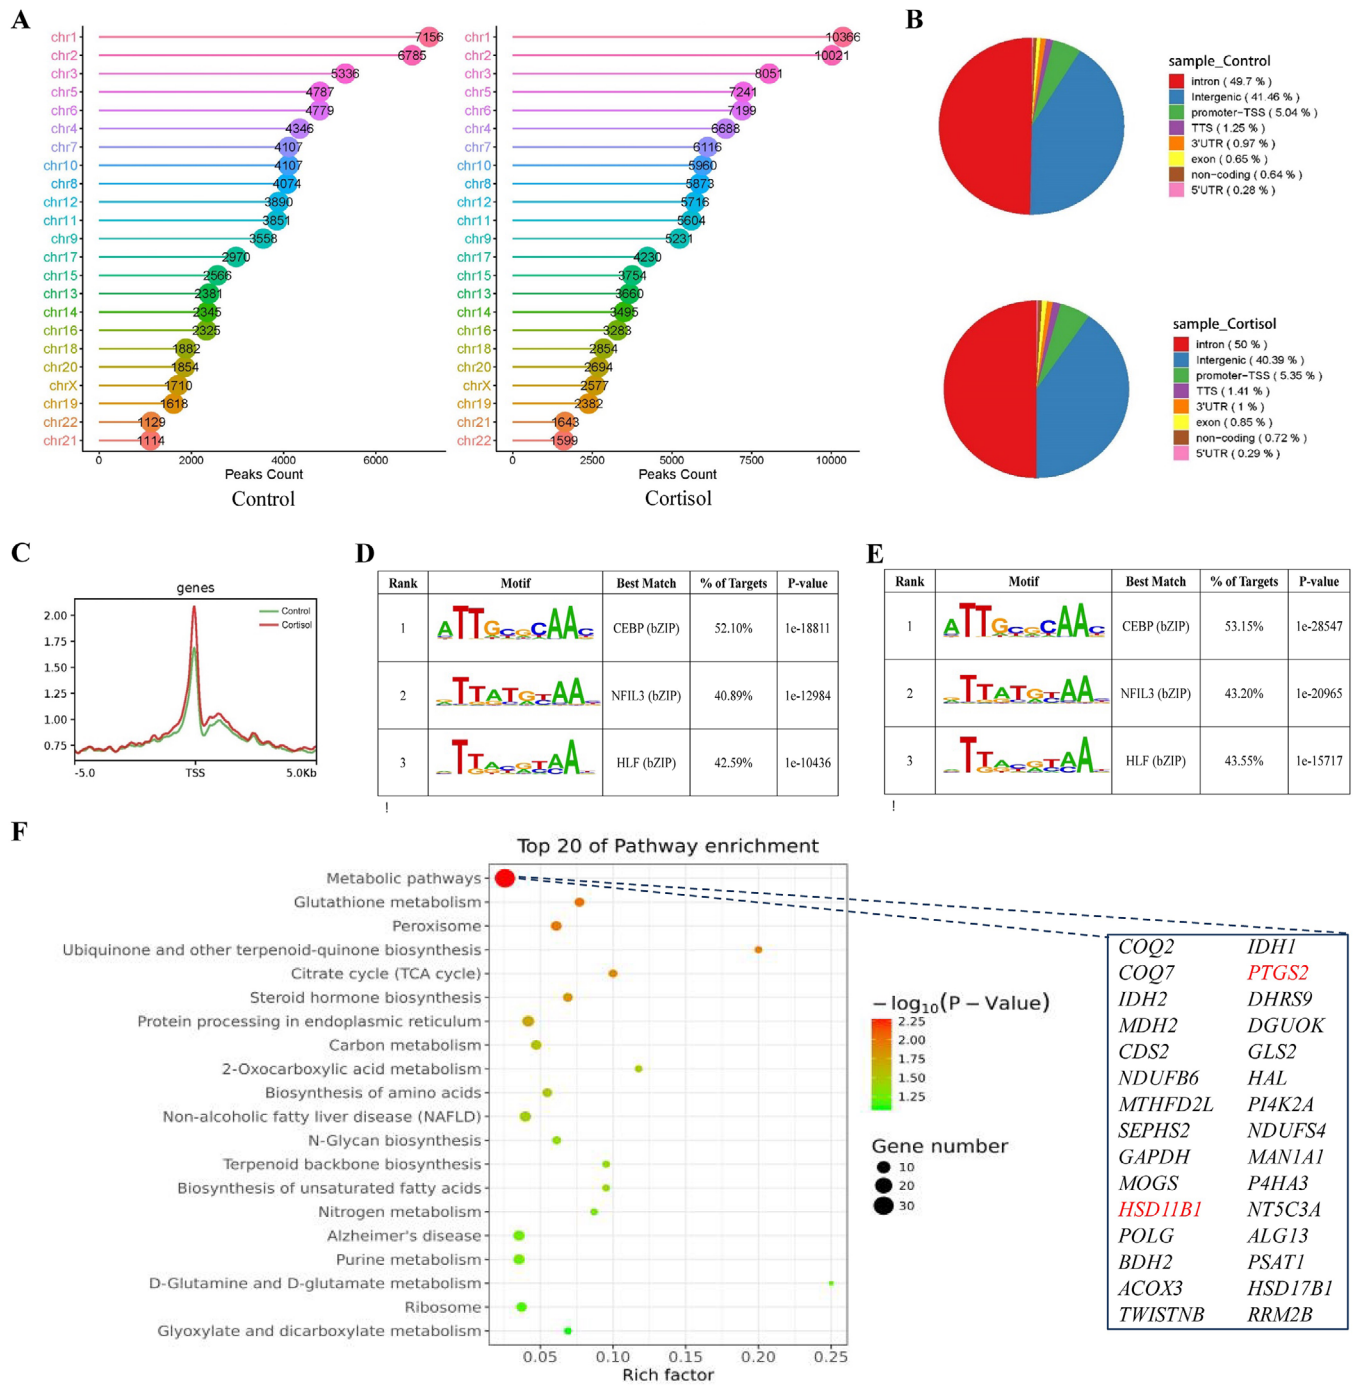 A
chr1 7156
chr2 6785
chr3 5336
chr5 4787
chr6 4779
chr4 4346
chr7 4107
chr10 4107
chr8 4074
chr12 3890
chr11 3851
chr9 3558
chr17 2970
chr15 2566
chr13 2381
chr14 2345
chr16 2325
chr18 1882
chr20 1854
chrX 1710
chr19 1618
chr22 1129
chr21 1114
0 2000 4000 6000
Peaks Count
Control
chr1 10366
chr2 10021
chr3 8051
chr5 7241
chr6 7199
chr4 6688
chr7 6116
chr10 5960
chr8 5873
chr12 5716
chr11 5604
chr9 5231
chr17 4230
chr15 3754
chr13 3660
chr14 3495
chr16 3283
chr18 2854
chr20 2694
chrX 2577
chr19 2382
chr21 1643
chr22 1599
0 2500 5000 7500 10000
Peaks Count
Cortisol
B
sample_Control
intron ( 49.7 % )
Intergenic ( 41.46 % )
promoter-TSS ( 5.04 % )
TTS ( 1.25 % )
3'UTR ( 0.97 % )
exon ( 0.65 % )
non-coding ( 0.64 % )
5'UTR ( 0.28 % )
sample_Cortisol
intron ( 50 % )
Intergenic ( 40.39 % )
promoter-TSS ( 5.35 % )
TTS ( 1.41 % )
3'UTR ( 1 % )
exon ( 0.85 % )
non-coding ( 0.72 % )
5'UTR ( 0.29 % )
C
genes
Control
Cortisol
2.00
1.75
1.50
1.25
1.00
0.75
-5.0 TSS 5.0Kb
D
Rank Motif Best Match % of Targets P-value
1 ATTGCGCAAC CEBP (bZIP) 52.10% 1e-18811
2 NFIL3 (bZIP) 40.89% 1e-12984
3 HLF (bZIP) 42.59% 1e-10436
!
E
Rank Motif Best Match % of Targets P-value
1 ATTGCGCAAC CEBP (bZIP) 53.15% 1e-28547
2 NFIL3 (bZIP) 43.20% 1e-20965
3 HLF (bZIP) 43.55% 1e-15717
!
F
Top 20 of Pathway enrichment
Metabolic pathways
Glutathione metabolism
Peroxisome
Ubiquinone and other terpenoid-quinone biosynthesis
Citrate cycle (TCA cycle)
Steroid hormone biosynthesis
Protein processing in endoplasmic reticulum
Carbon metabolism
2-Oxocarboxylic acid metabolism
Biosynthesis of amino acids
Non-alcoholic fatty liver disease (NAFLD)
N-Glycan biosynthesis
Terpenoid backbone biosynthesis
Biosynthesis of unsaturated fatty acids
Nitrogen metabolism
Alzheimer's disease
Purine metabolism
D-Glutamine and D-glutamate metabolism
Ribosome
Glyoxylate and dicarboxylate metabolism
0.05 0.10 0.15 0.20 0.25
Rich factor
−log10(P − Value)
2.25
2.00
1.75
1.50
1.25
Gene number
10
20
30
COQ2 IDH1
COQ7 PTGS2
IDH2 DHRS9
MDH2 DGUOK
CDS2 GLS2
NDUFB6 HAL
MTHFD2L PI4K2A
SEPHS2 NDUFS4
GAPDH MAN1A1
MOGS P4HA3
HSD11B1 NT5C3A
POLG ALG13
BDH2 PSAT1
ACOX3 HSD17B1
TWISTNB RRM2B